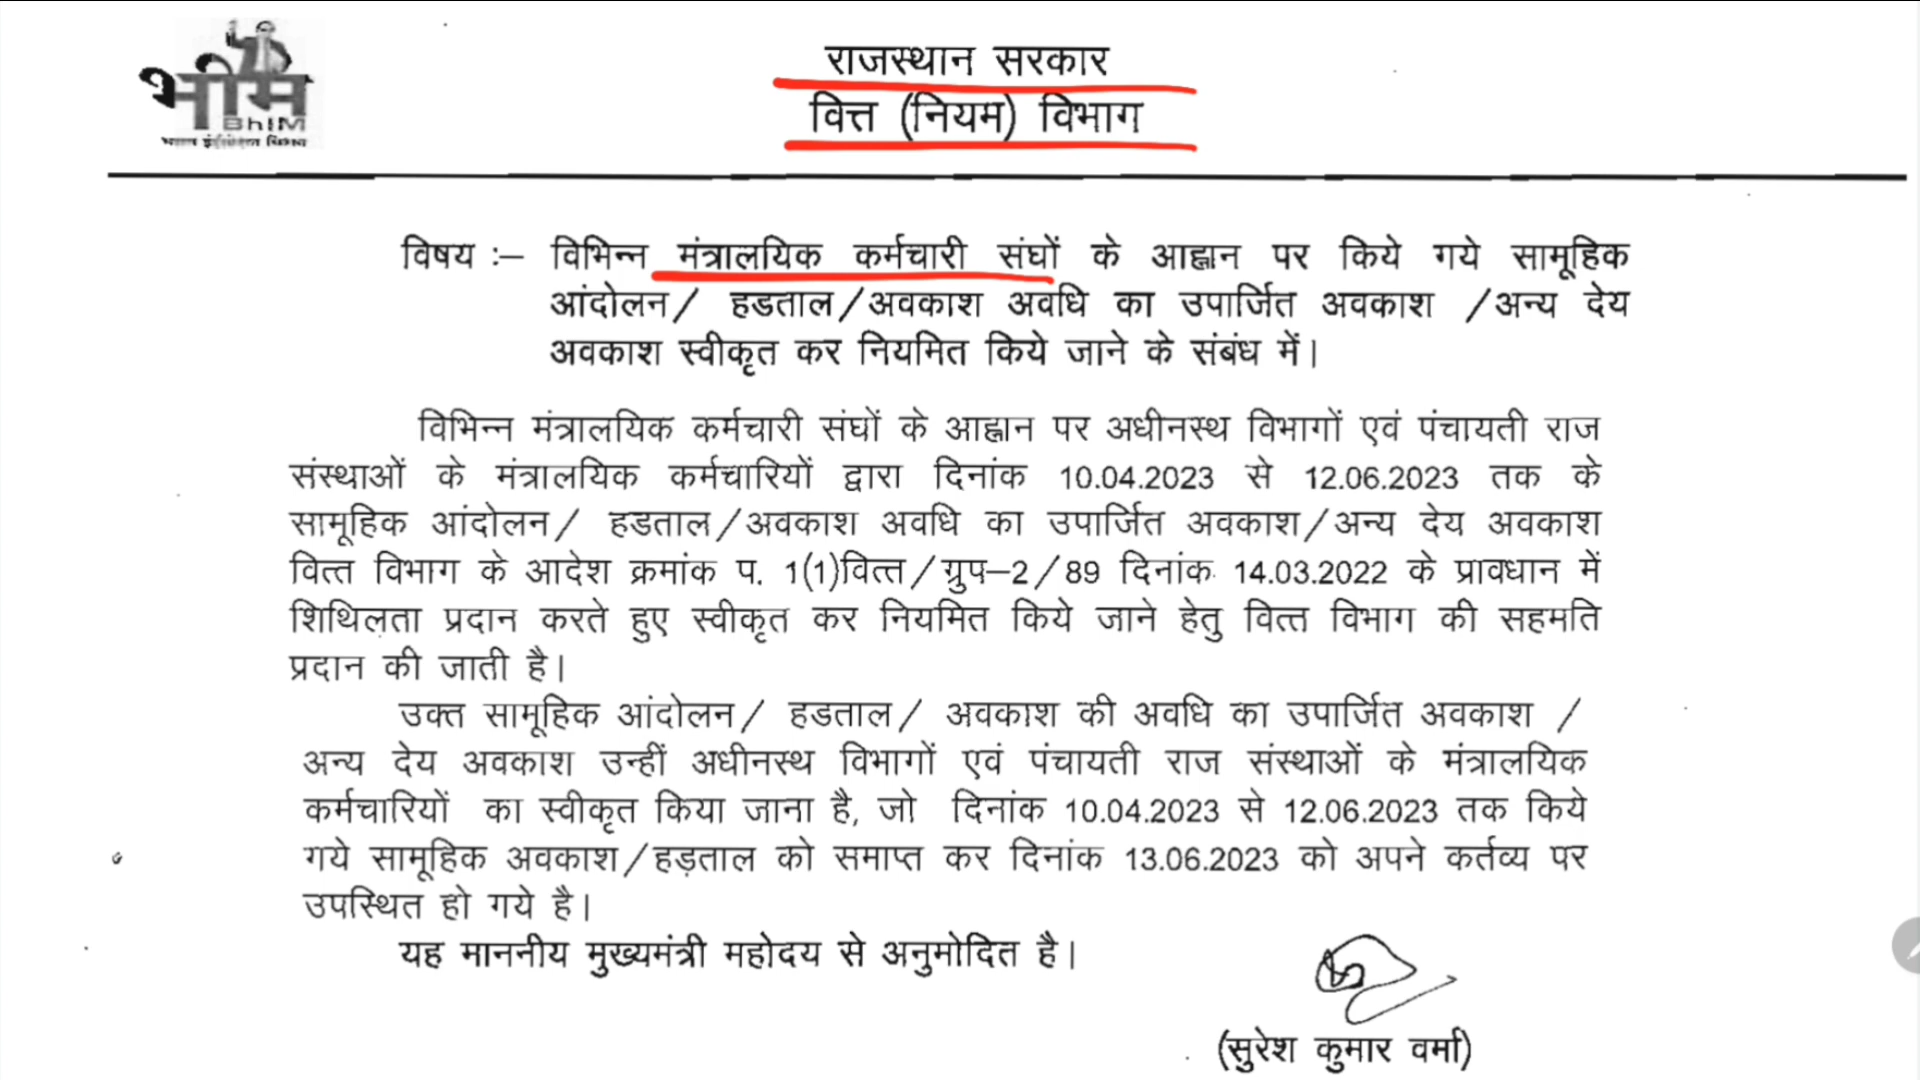 भीम
BhIM
राजस्थान सरकार
वित्त (नियम) विभाग
विषय :– विभिन्न मंत्रालयिक कर्मचारी संघों के आह्वान पर किये गये सामूहिक
आंदोलन/ हडताल/अवकाश अवधि का उपार्जित अवकाश /अन्य देय
अवकाश स्वीकृत कर नियमित किये जाने के संबंध में।
विभिन्न मंत्रालयिक कर्मचारी संघों के आह्वान पर अधीनस्थ विभागों एवं पंचायती राज
संस्थाओं के मंत्रालयिक कर्मचारियों द्वारा दिनांक 10.04.2023 से 12.06.2023 तक के
सामूहिक आंदोलन/ हडताल/अवकाश अवधि का उपार्जित अवकाश/अन्य देय अवकाश
वित्त विभाग के आदेश क्रमांक प. 1(1)वित्त/ग्रुप–2/89 दिनांक 14.03.2022 के प्रावधान में
शिथिलता प्रदान करते हुए स्वीकृत कर नियमित किये जाने हेतु वित्त विभाग की सहमति
प्रदान की जाती है।
उक्त सामूहिक आंदोलन/ हडताल/ अवकाश की अवधि का उपार्जित अवकाश /
अन्य देय अवकाश उन्हीं अधीनस्थ विभागों एवं पंचायती राज संस्थाओं के मंत्रालयिक
कर्मचारियों का स्वीकृत किया जाना है, जो दिनांक 10.04.2023 से 12.06.2023 तक किये
गये सामूहिक अवकाश/हड़ताल को समाप्त कर दिनांक 13.06.2023 को अपने कर्तव्य पर
उपस्थित हो गये है।
यह माननीय मुख्यमंत्री महोदय से अनुमोदित है।
(सुरेश कुमार वर्मा)